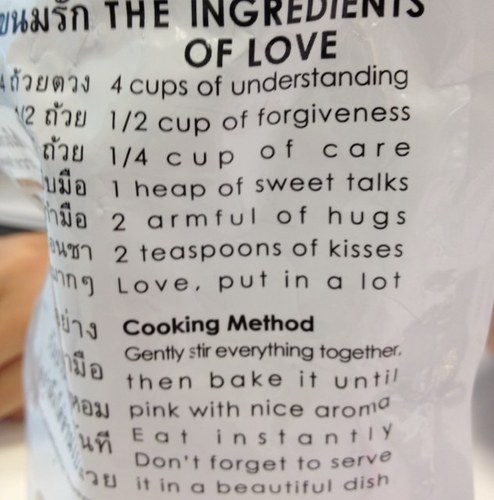 ขนมรัก THE INGREDIENTS
OF LOVE
ถ้วยตวง 4 cups of understanding
1/2 ถ้วย 1/2 cup of forgiveness
ถ้วย 1/4 cup of care
1 heap of sweet talks
2 armful of hugs
2 teaspoons of kisses
Love, put in a lot
Cooking Method
Gently stir everything together,
then bake it until
pink with nice aroma
Eat instantly
Don't forget to serve
it in a beautiful dish